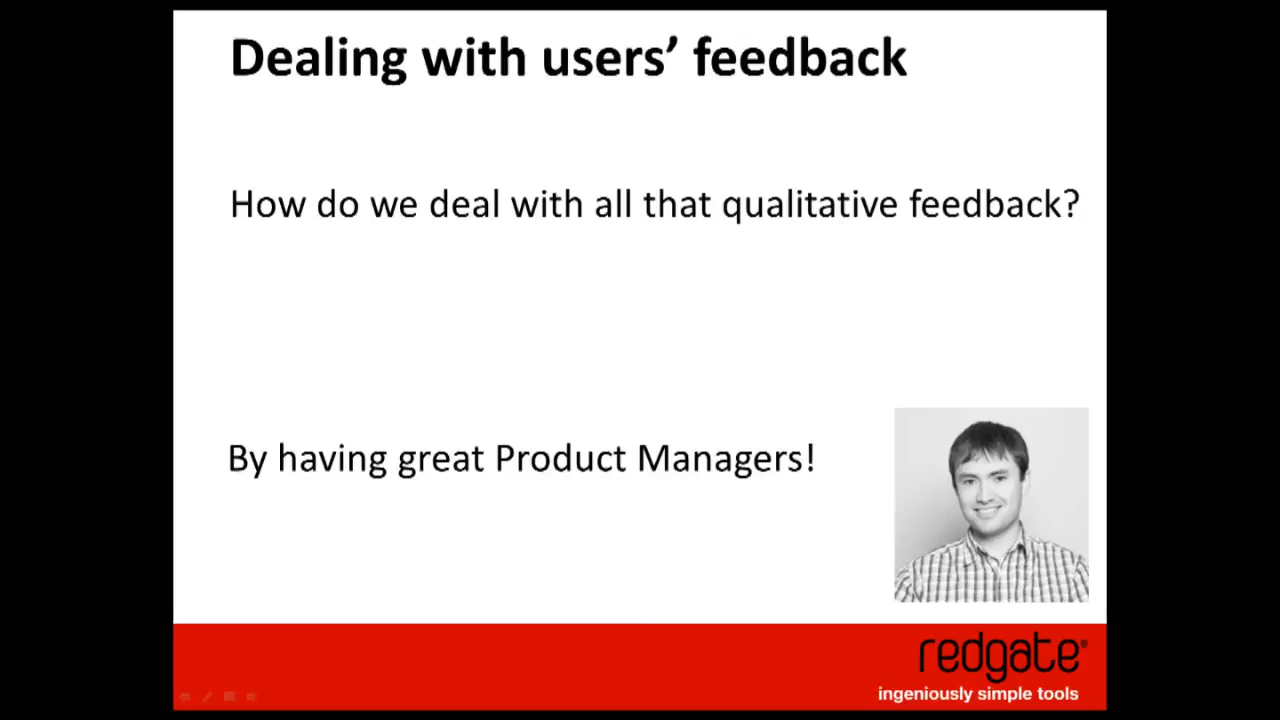 Dealing with users’ feedback
How do we deal with all that qualitative feedback?
By having great Product Managers!
redgate®
ingeniously simple tools